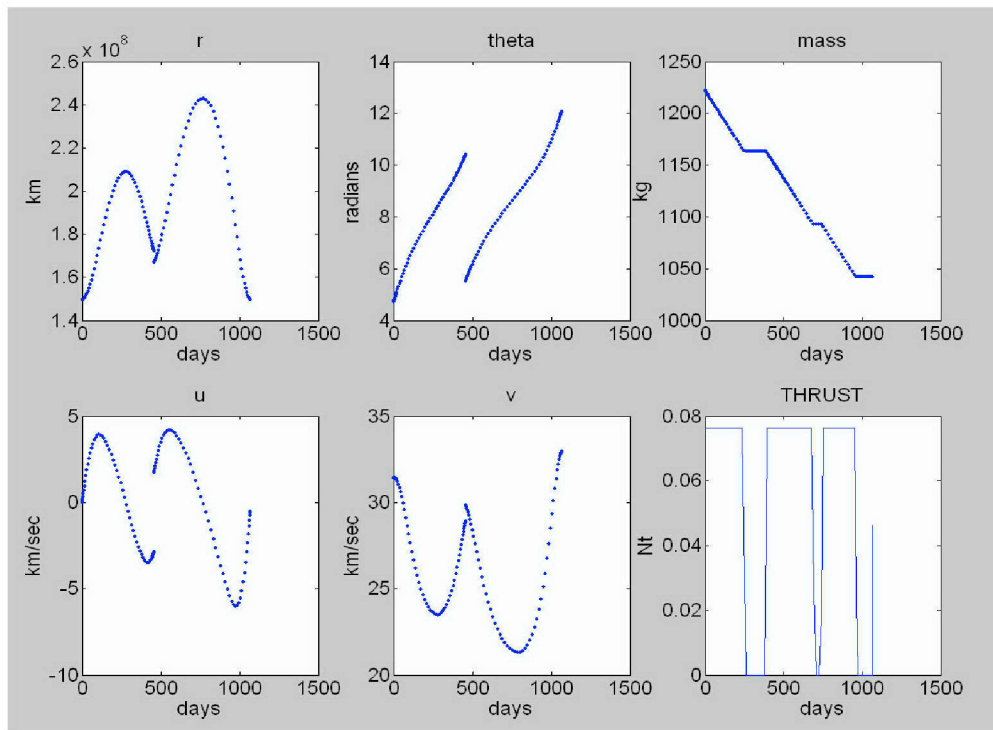 r
2.6 x 10^8
2.4
2.2
2
1.8
1.6
1.4
km
0 500 1000 1500
days
theta
14
12
10
8
6
4
radians
0 500 1000 1500
days
mass
1250
1200
1150
1100
1050
1000
kg
0 500 1000 1500
days
u
5
0
-5
-10
km/sec
0 500 1000 1500
days
v
35
30
25
20
km/sec
0 500 1000 1500
days
THRUST
0.08
0.06
0.04
0.02
0
Nt
0 500 1000 1500
days